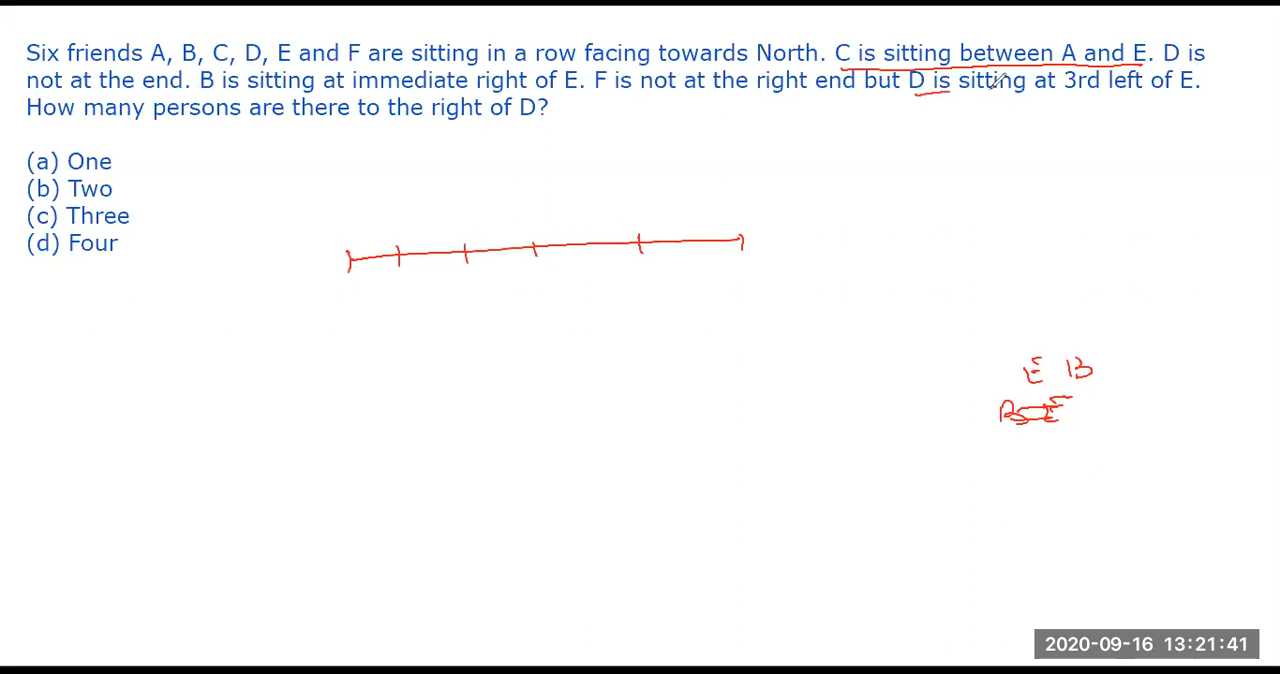 Six friends A, B, C, D, E and F are sitting in a row facing towards North. C is sitting between A and E. D is
not at the end. B is sitting at immediate right of E. F is not at the right end but D is sitting at 3rd left of E.
How many persons are there to the right of D?
(a) One
(b) Two
(c) Three
(d) Four
E B
B E
2020-09-16 13:21:41